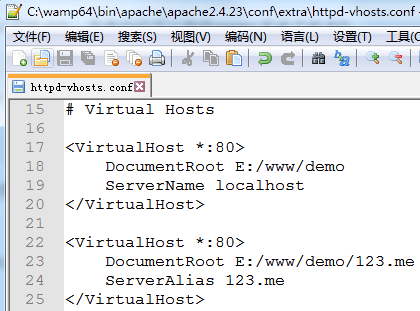 C:\wamp64\bin\apache\apache2.4.23\conf\extra\httpd-vhosts.conf -
文件(F) 编辑(E) 搜索(S) 视图(V) 编码(N) 语言(L) 设置(T) 工具(
httpd-vhosts.conf
15 # Virtual Hosts
16
17 <VirtualHost *:80>
18 DocumentRoot E:/www/demo
19 ServerName localhost
20 </VirtualHost>
21
22 <VirtualHost *:80>
23 DocumentRoot E:/www/demo/123.me
24 ServerAlias 123.me
25 </VirtualHost>